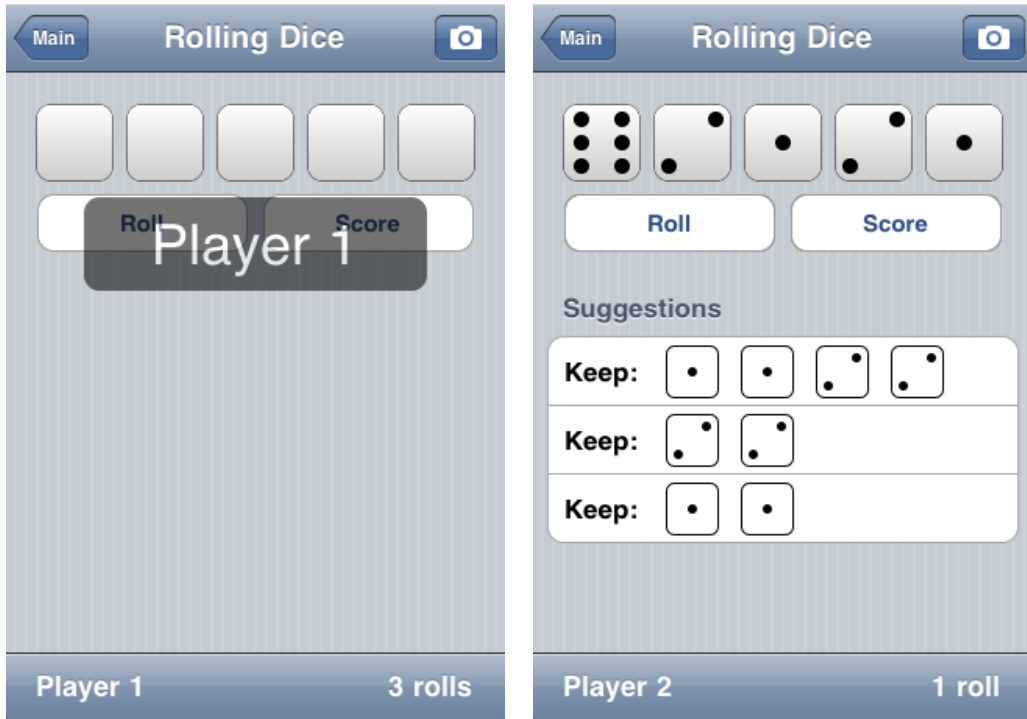 Main
Rolling Dice
Roll
Score
Player 1
Player 1
3 rolls
Main
Rolling Dice
Roll
Score
Suggestions
Keep:
Keep:
Keep:
Player 2
1 roll